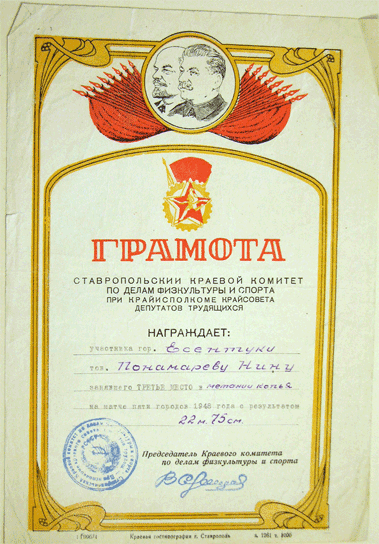 ГРАМОТА
СТАВРОПОЛЬСКИЙ КРАЕВОЙ КОМИТЕТ
ПО ДЕЛАМ ФИЗКУЛЬТУРЫ И СПОРТА
ПРИ КРАЙИСПОЛКОМЕ КРАЙСОВЕТА
ДЕПУТАТОВ ТРУДЯЩИХСЯ
НАГРАЖДАЕТ:
участника гор. Есентуки
тов. Понамареву Нину
занявшего ТРЕТЬЕ МЕСТО в метании копья
на матче пяти городов 1948 года с результатом
22 м. 75 см.
Председатель Краевого комитета
по делам физкультуры и спорта
Краевая типография г. Ставрополь